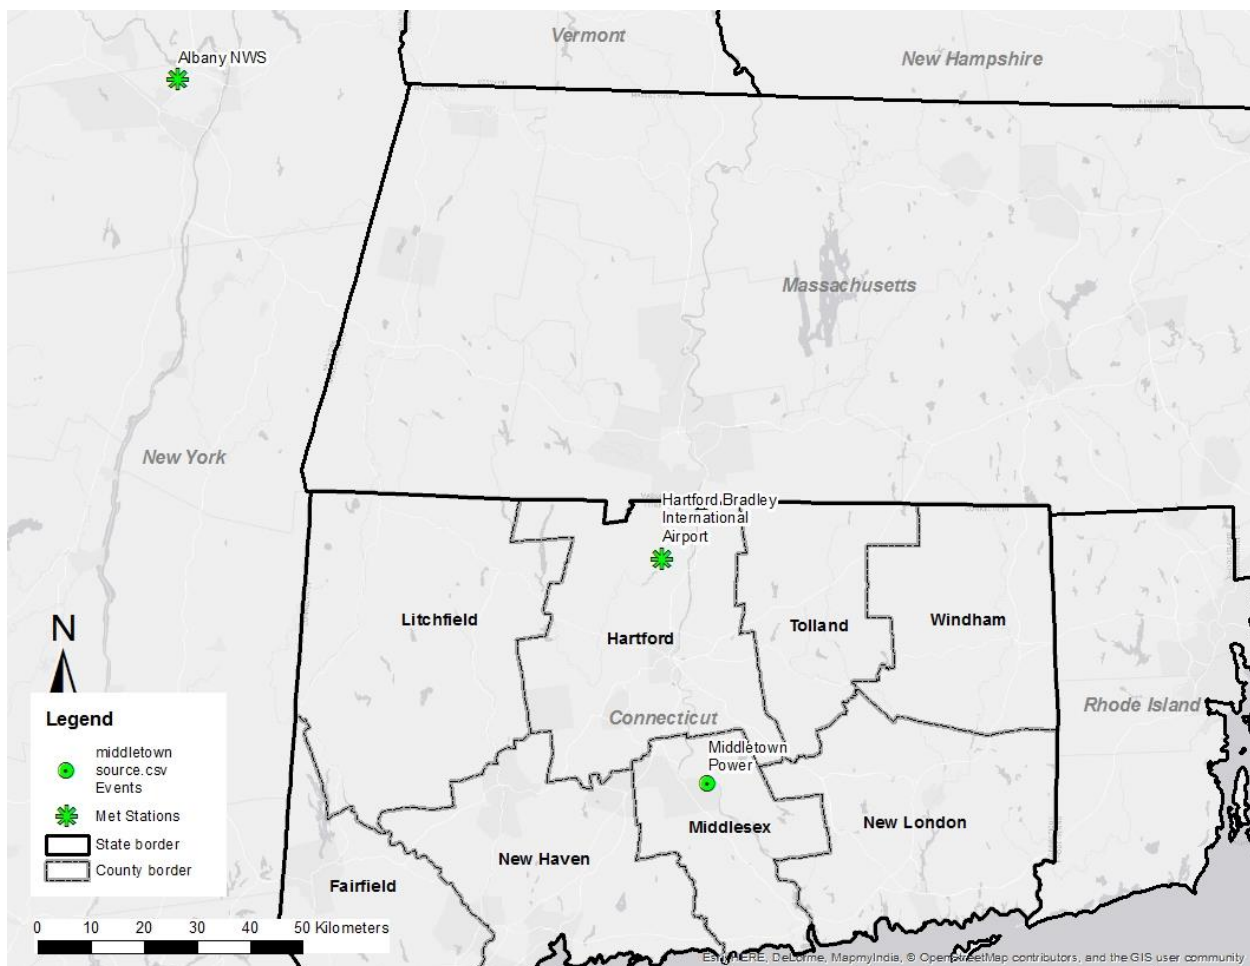 Vermont
New Hampshire
Albany NWS
Massachusetts
New York
Hartford Bradley
International
Airport
Litchfield
Hartford
Tolland
Windham
N
Connecticut
Rhode Island
Legend
middletown
source.csv
Events
Met Stations
State border
County border
Middletown
Power
Middlesex
New London
New Haven
Fairfield
0 10 20 30 40 50 Kilometers
Esri, HERE, DeLorme, MapmyIndia, © OpenStreetMap contributors, and the GIS user community